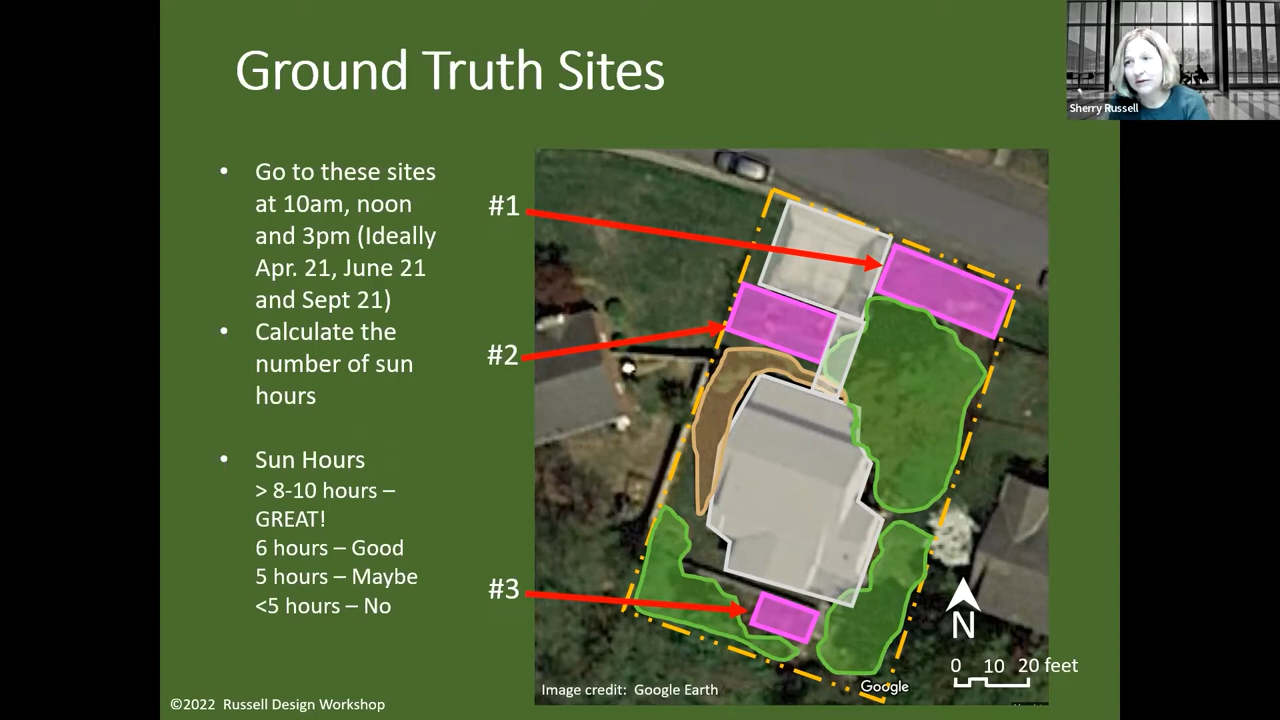 Ground Truth Sites
Sherry Russell
• Go to these sites
at 10am, noon
and 3pm (Ideally
Apr. 21, June 21
and Sept 21)
• Calculate the
number of sun
hours
• Sun Hours
> 8-10 hours –
GREAT!
6 hours – Good
5 hours – Maybe
<5 hours – No
#1
#2
#3
N
0 10 20 feet
Image credit: Google Earth
Google
©2022 Russell Design Workshop